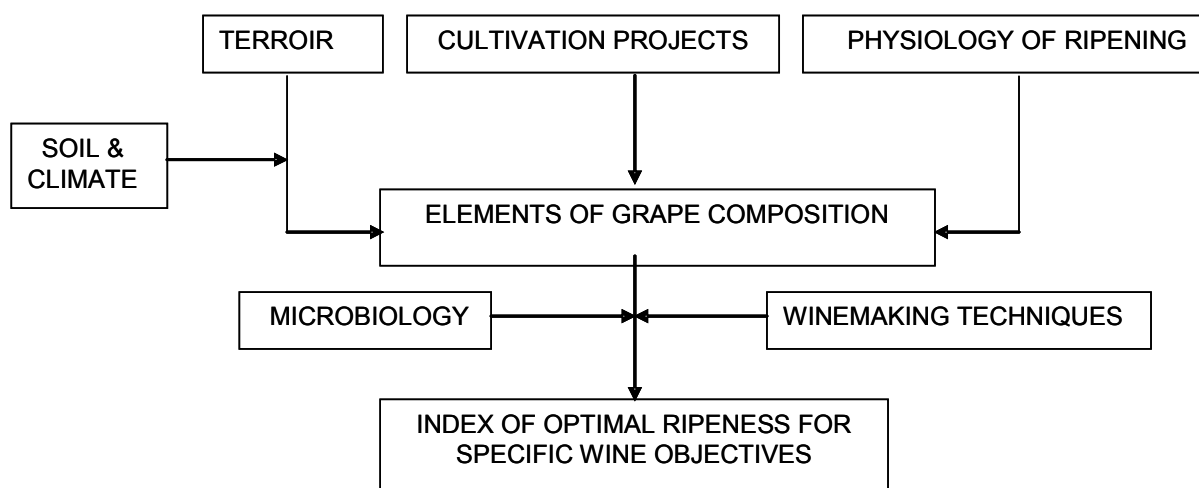 TERROIR
CULTIVATION PROJECTS
PHYSIOLOGY OF RIPENING
SOIL &
CLIMATE
ELEMENTS OF GRAPE COMPOSITION
MICROBIOLOGY
WINEMAKING TECHNIQUES
INDEX OF OPTIMAL RIPENESS FOR
SPECIFIC WINE OBJECTIVES